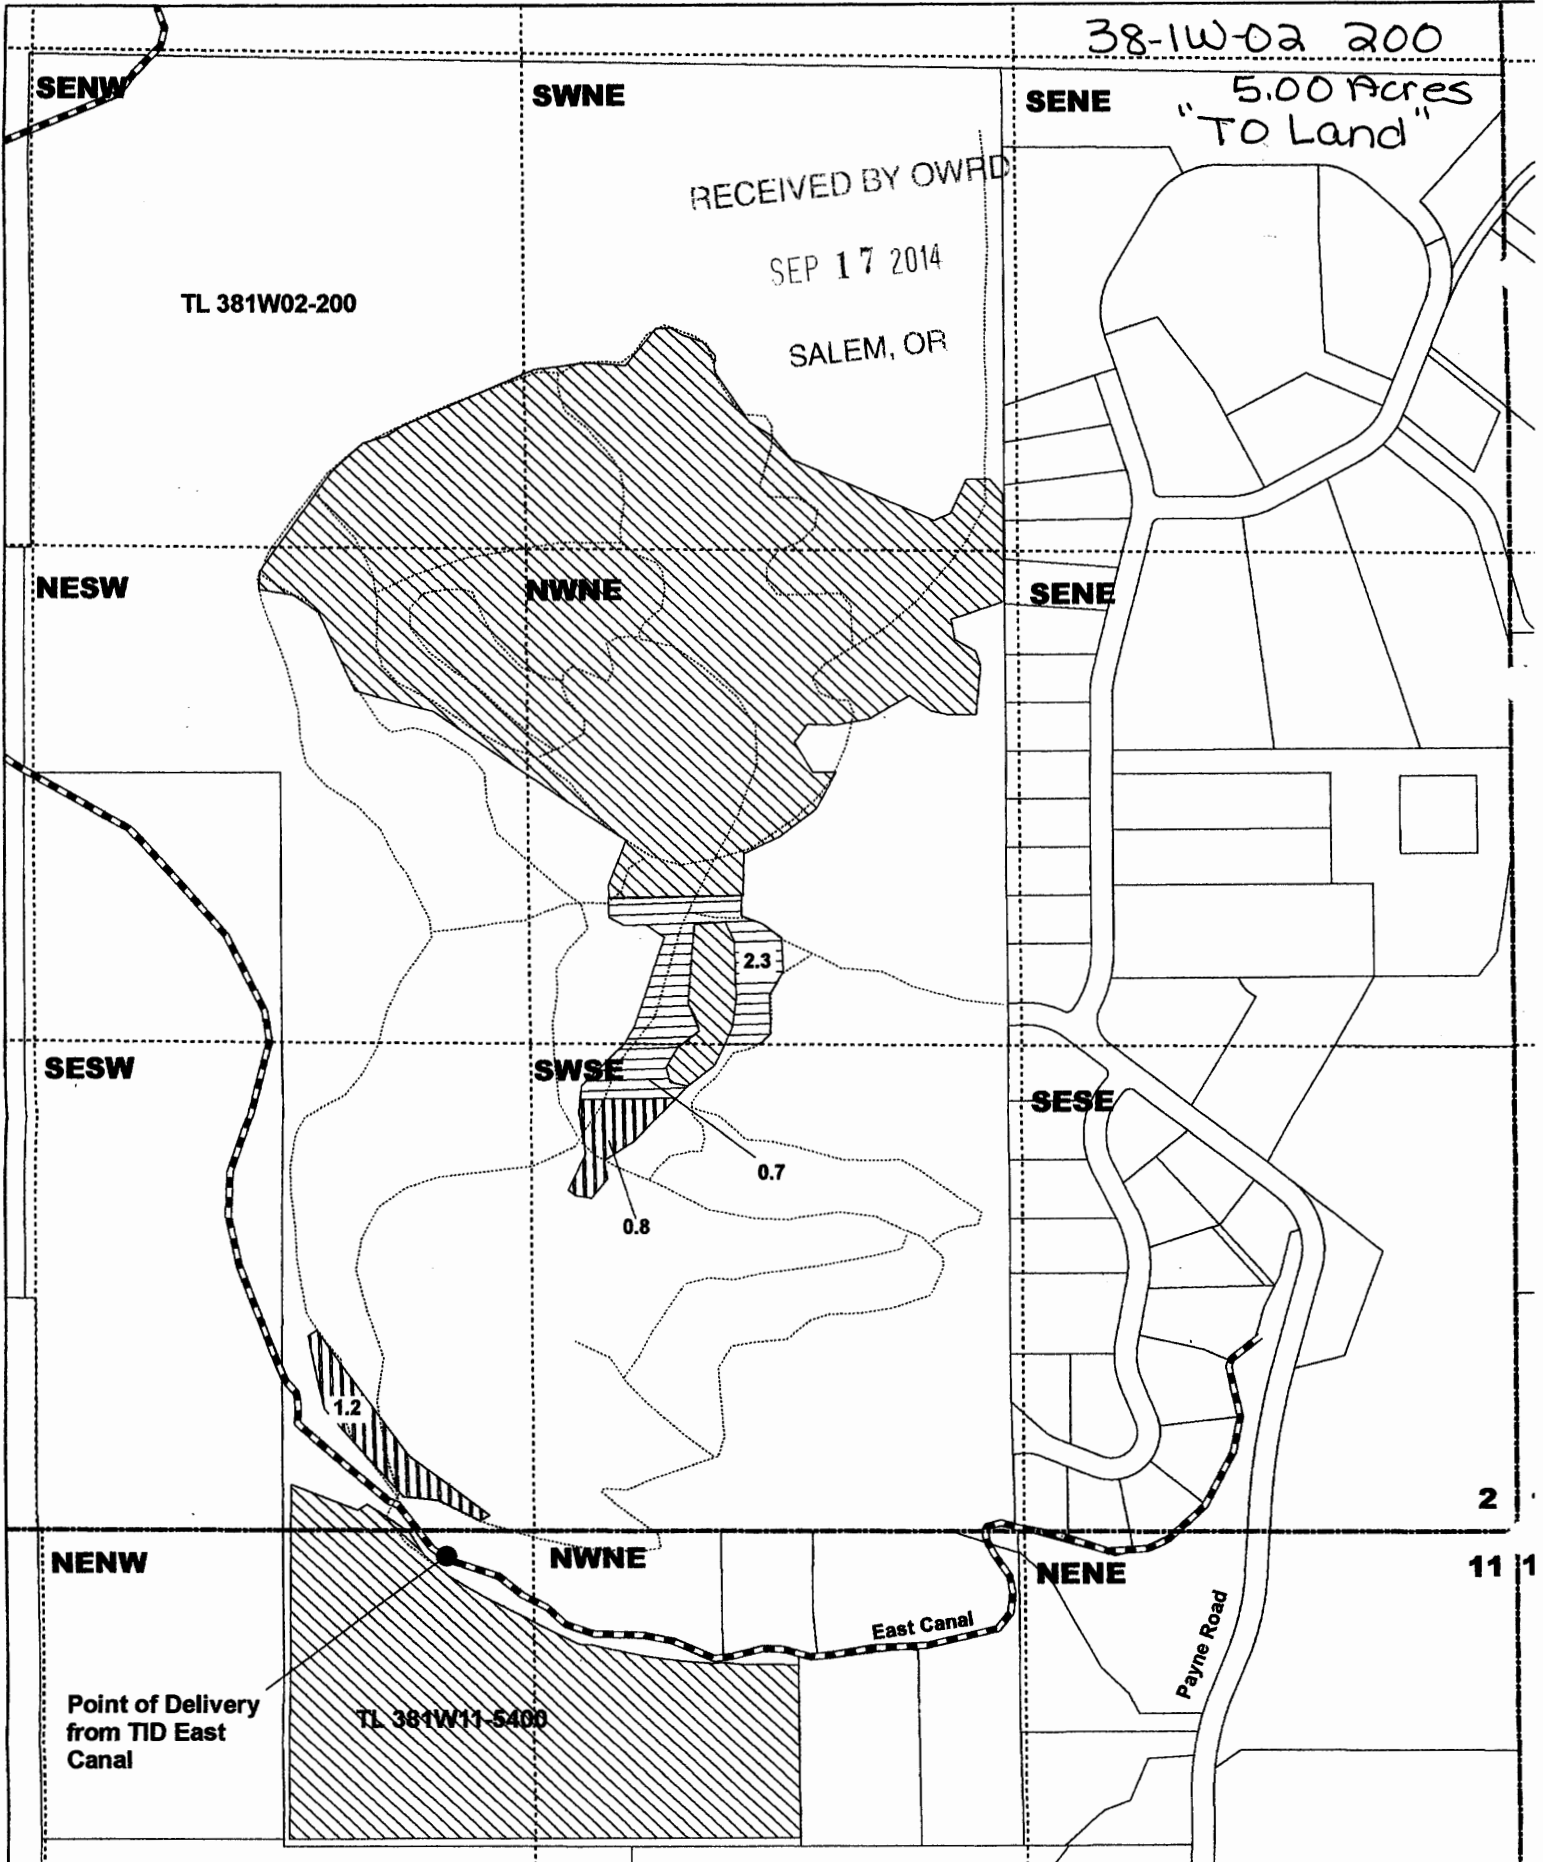 38-1W-02 200
5.00 Acres
"TO Land"
SENW
SWNE
SENE
RECEIVED BY OWRD
SEP 17 2014
SALEM, OR
TL 381W02-200
NESW
NWNE
SENE
2.3
SESW
SWSE
SESE
0.7
0.8
1.2
2
NENW
NWNE
NENE
11
1
East Canal
Payne Road
Point of Delivery
from TID East
Canal
TL 381W11-5400